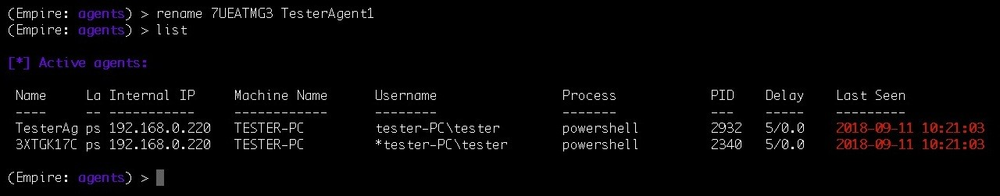 (Empire: agents) > rename 7UEATMG3 TesterAgent1
(Empire: agents) > list
[*] Active agents:
Name La Internal IP Machine Name Username Process PID Delay Last Seen
---- -- ----------- ------------ -------- ------- --- ----- ---------
TesterAg ps 192.168.0.220 TESTER-PC tester-PC\tester powershell 2932 5/0.0 2018-09-11 10:21:03
3XTGK17C ps 192.168.0.220 TESTER-PC *tester-PC\tester powershell 2340 5/0.0 2018-09-11 10:21:03
(Empire: agents) >